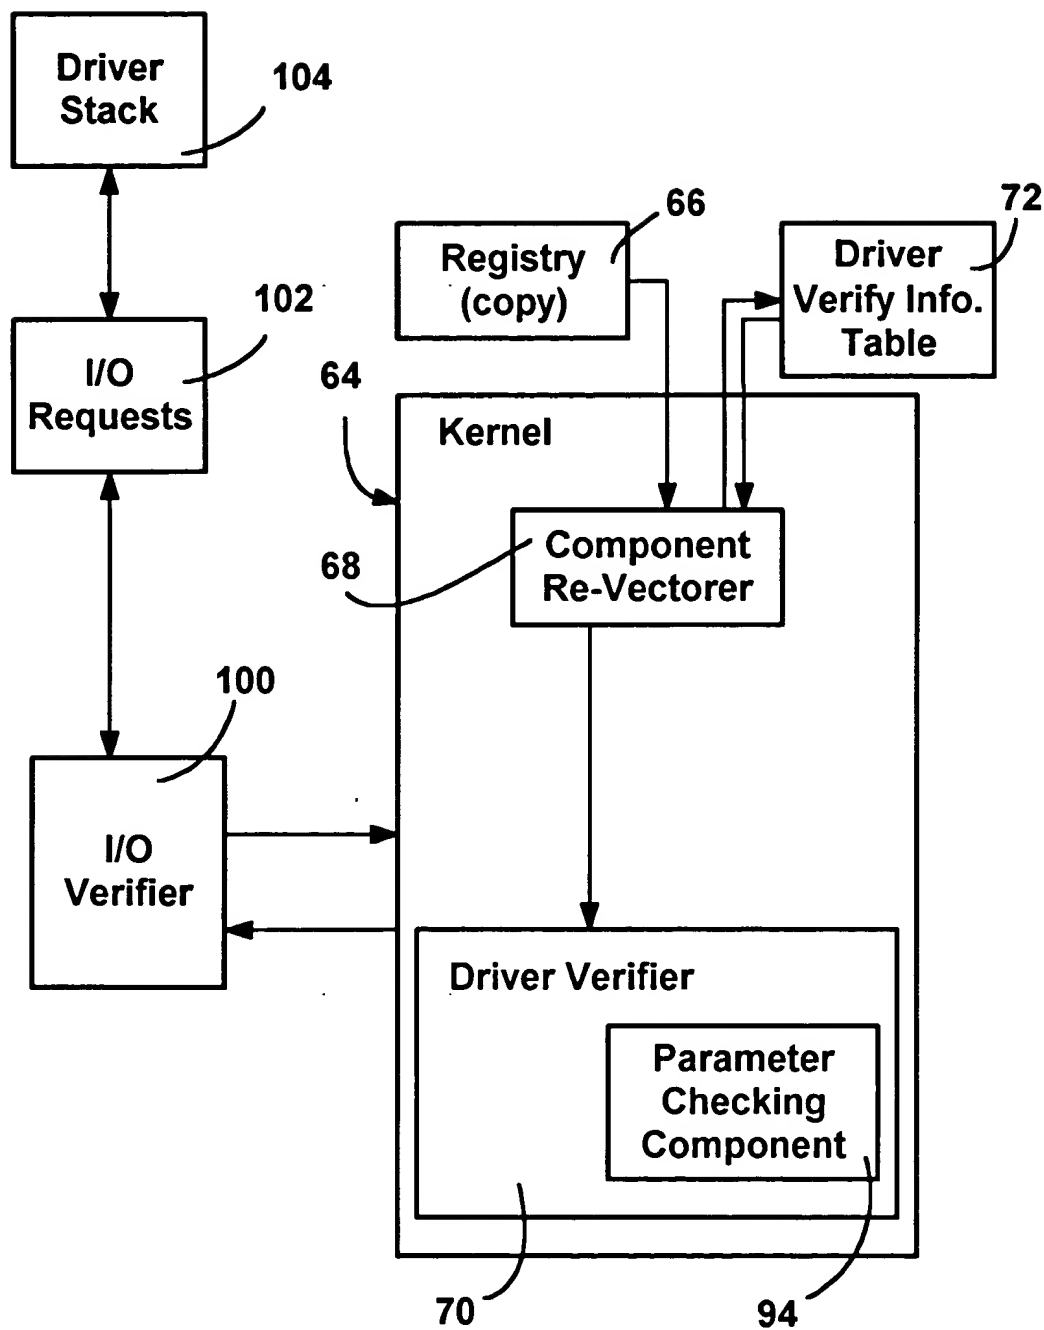 Driver
Stack
104
66
72
Registry
(copy)
Driver
Verify Info.
Table
102
I/O
Requests
64
Kernel
Component
Re-Vectorer
68
100
I/O
Verifier
Driver Verifier
Parameter
Checking
Component
70
94